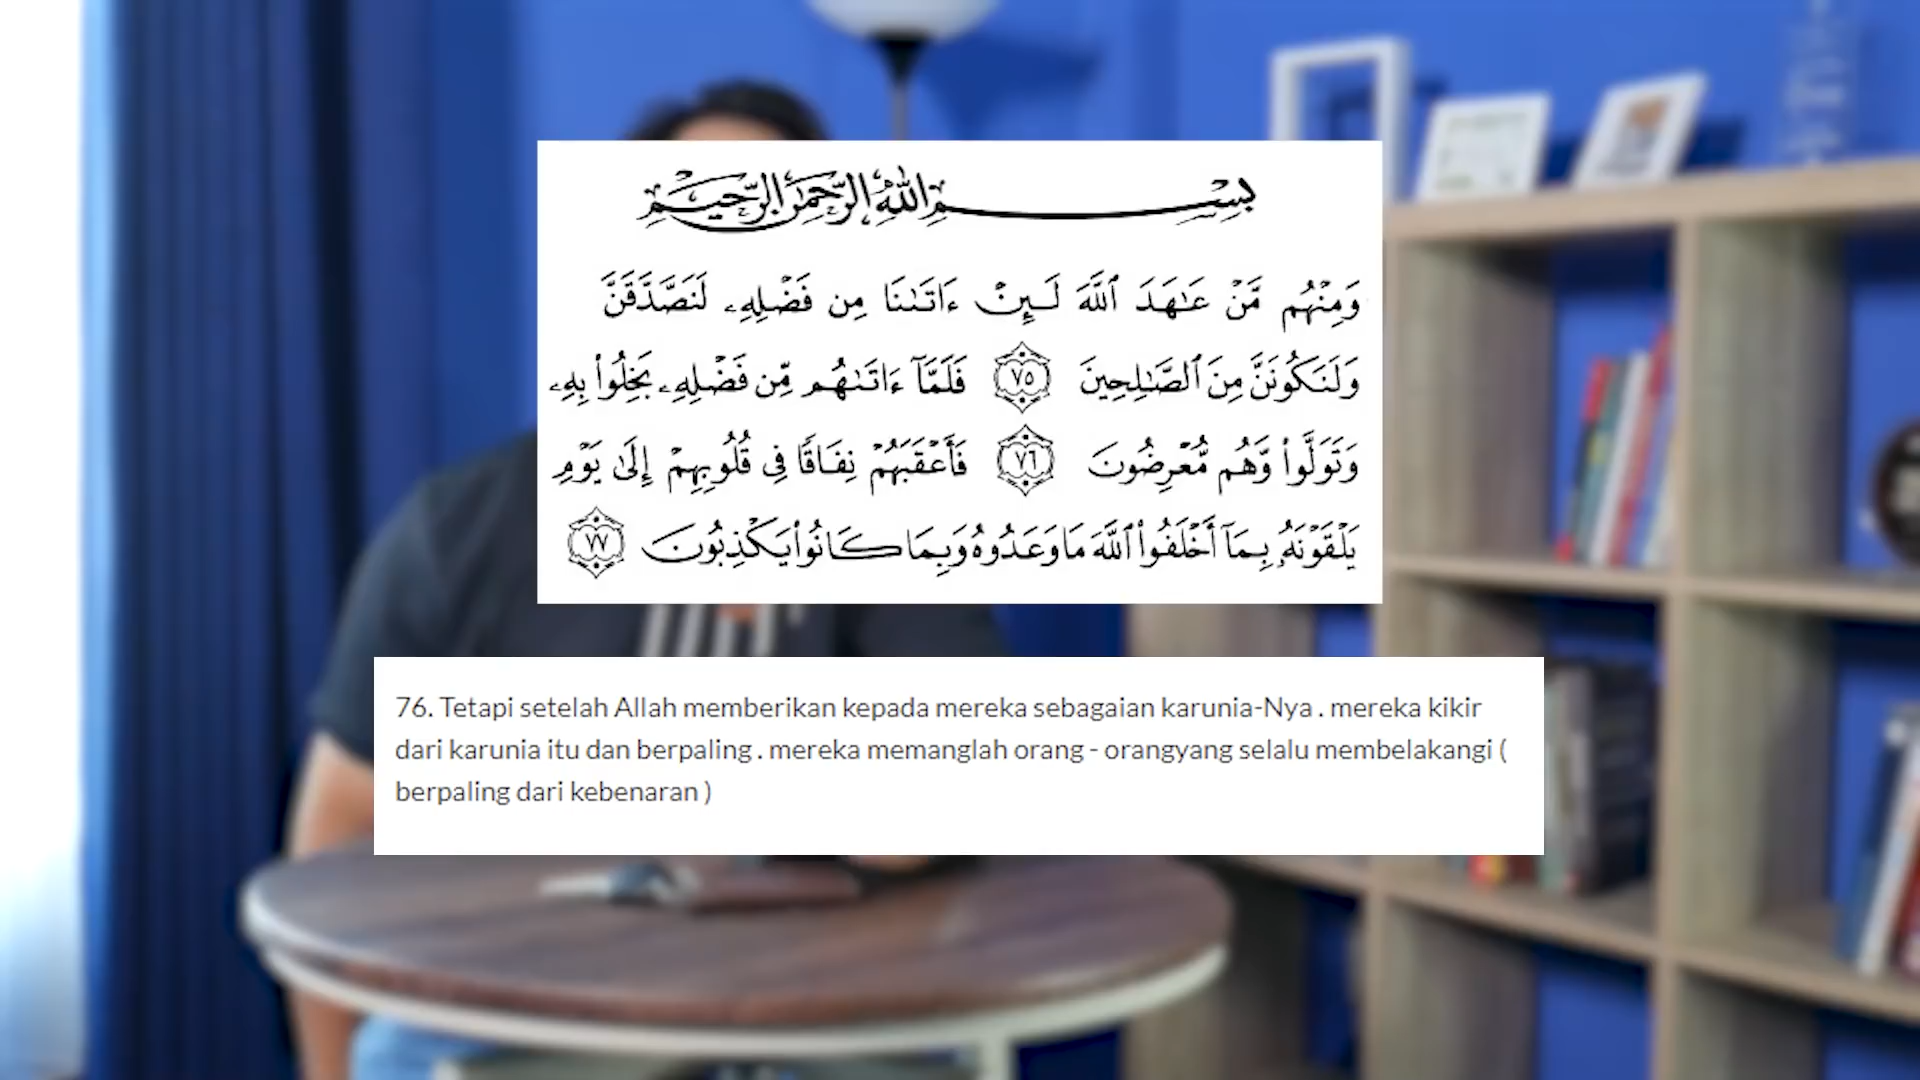 بِسْمِ اللَّهِ الرَّحْمَٰنِ الرَّحِيمِ
وَمِنْهُم مَّنْ عَٰهَدَ ٱللَّهَ لَئِنْ ءَاتَىٰنَا مِن فَضْلِهِۦ لَنَصَّدَّقَنَّ
وَلَنَكُونَنَّ مِنَ ٱلصَّٰلِحِينَ ٧٥ فَلَمَّآ ءَاتَىٰهُم مِّن فَضْلِهِۦ بَخِلُوا۟ بِهِۦ
وَتَوَلَّوا۟ وَّهُم مُّعْرِضُونَ ٧٦ فَأَعْقَبَهُمْ نِفَاقًا فِى قُلُوبِهِمْ إِلَىٰ يَوْمِ
يَلْقَوْنَهُۥ بِمَآ أَخْلَفُوا۟ ٱللَّهَ مَا وَعَدُوهُ وَبِمَا كَانُوا۟ يَكْذِبُونَ ٧٧
76. Tetapi setelah Allah memberikan kepada mereka sebagaian karunia-Nya . mereka kikir
dari karunia itu dan berpaling . mereka memanglah orang - orangyang selalu membelakangi (
berpaling dari kebenaran )